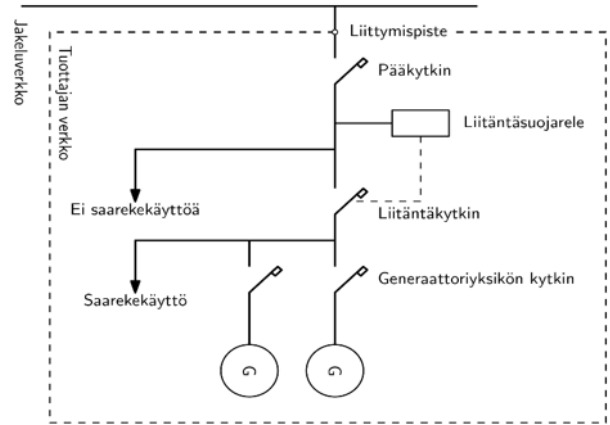 Jakeluverkko
Tuottajan verkko
Liittymispiste
Pääkytkin
Liitäntäsuojarele
Ei saarekekäyttöä
Liitäntäkytkin
Saarekekäyttö
Generaattoriyksikön kytkin
G
G